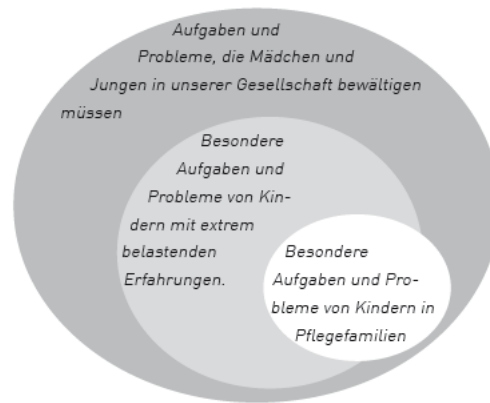 Aufgaben und
Probleme, die Mädchen und
Jungen in unserer Gesellschaft bewältigen
müssen
Besondere
Aufgaben und
Probleme von Kin-
dern mit extrem
belastenden
Erfahrungen.
Besondere
Aufgaben und Pro-
bleme von Kindern in
Pflegefamilien